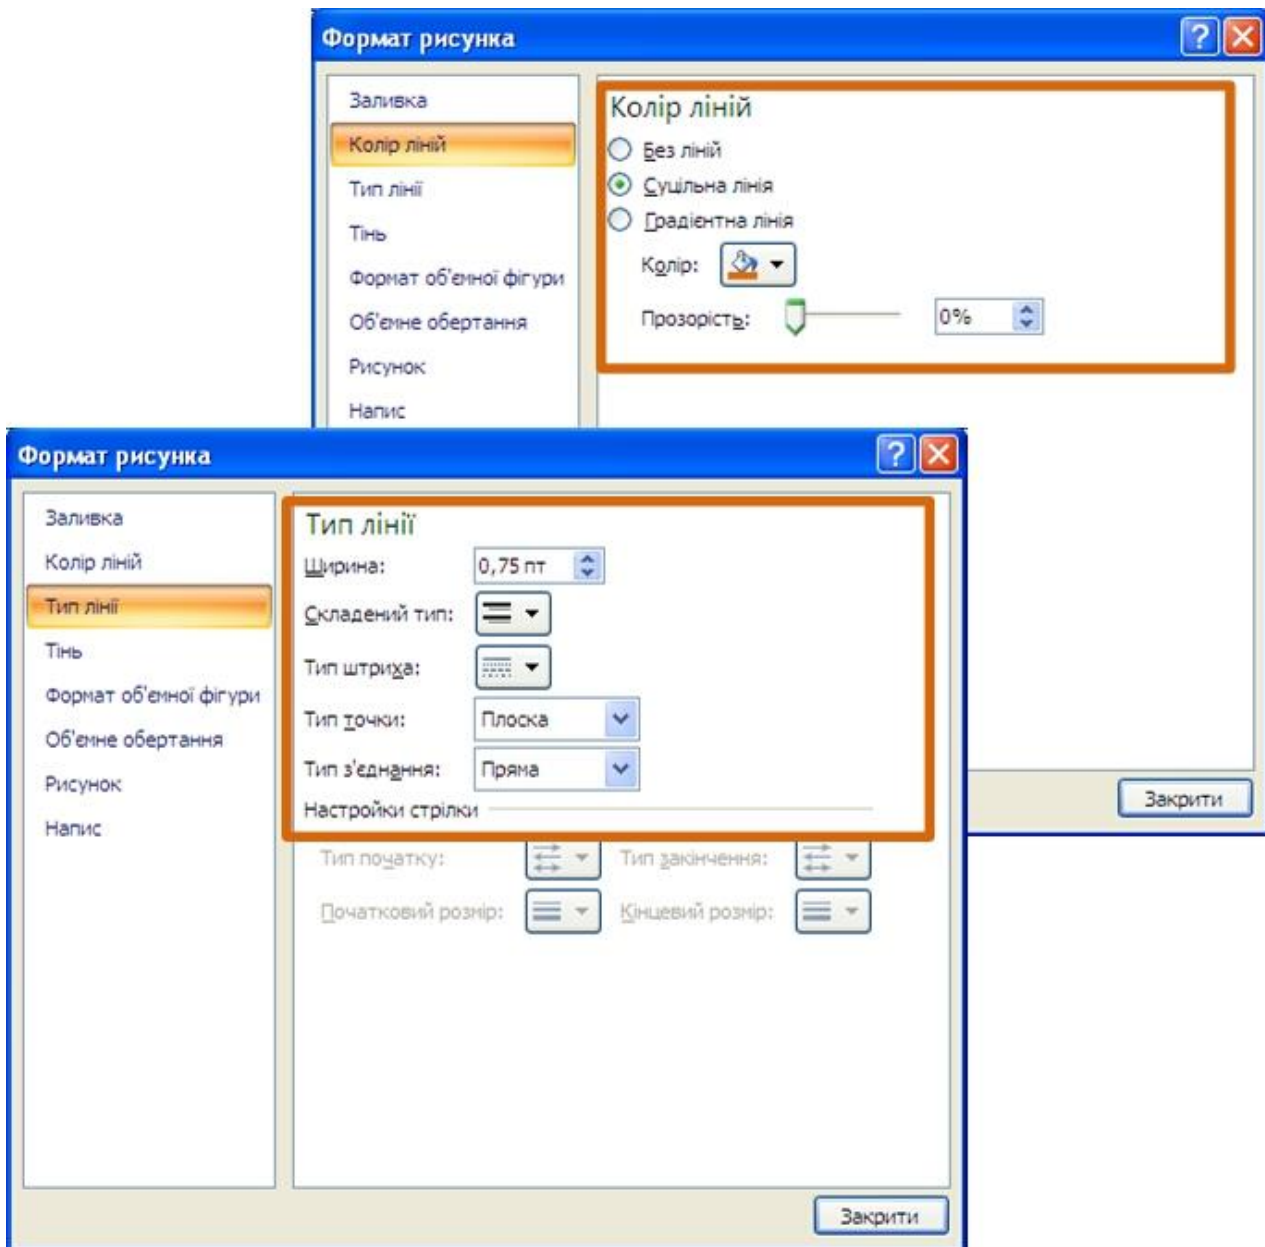 Формат рисунка
Заливка
Колір ліній
Тип лінії
Тінь
Формат об'ємної фігури
Об'ємне обертання
Рисунок
Напис
Колір ліній
Без ліній
Суцільна лінія
Градієнтна лінія
Колір:
Прозорість: 0%
Закрити
Формат рисунка
Заливка
Колір ліній
Тип лінії
Тінь
Формат об'ємної фігури
Об'ємне обертання
Рисунок
Напис
Тип лінії
Ширина: 0,75 пт
Складений тип:
Тип штриха:
Тип точки: Плоска
Тип з'єднання: Пряма
Настройки стрілки
Тип початку: Тип закінчення:
Початковий розмір: Кінцевий розмір:
Закрити